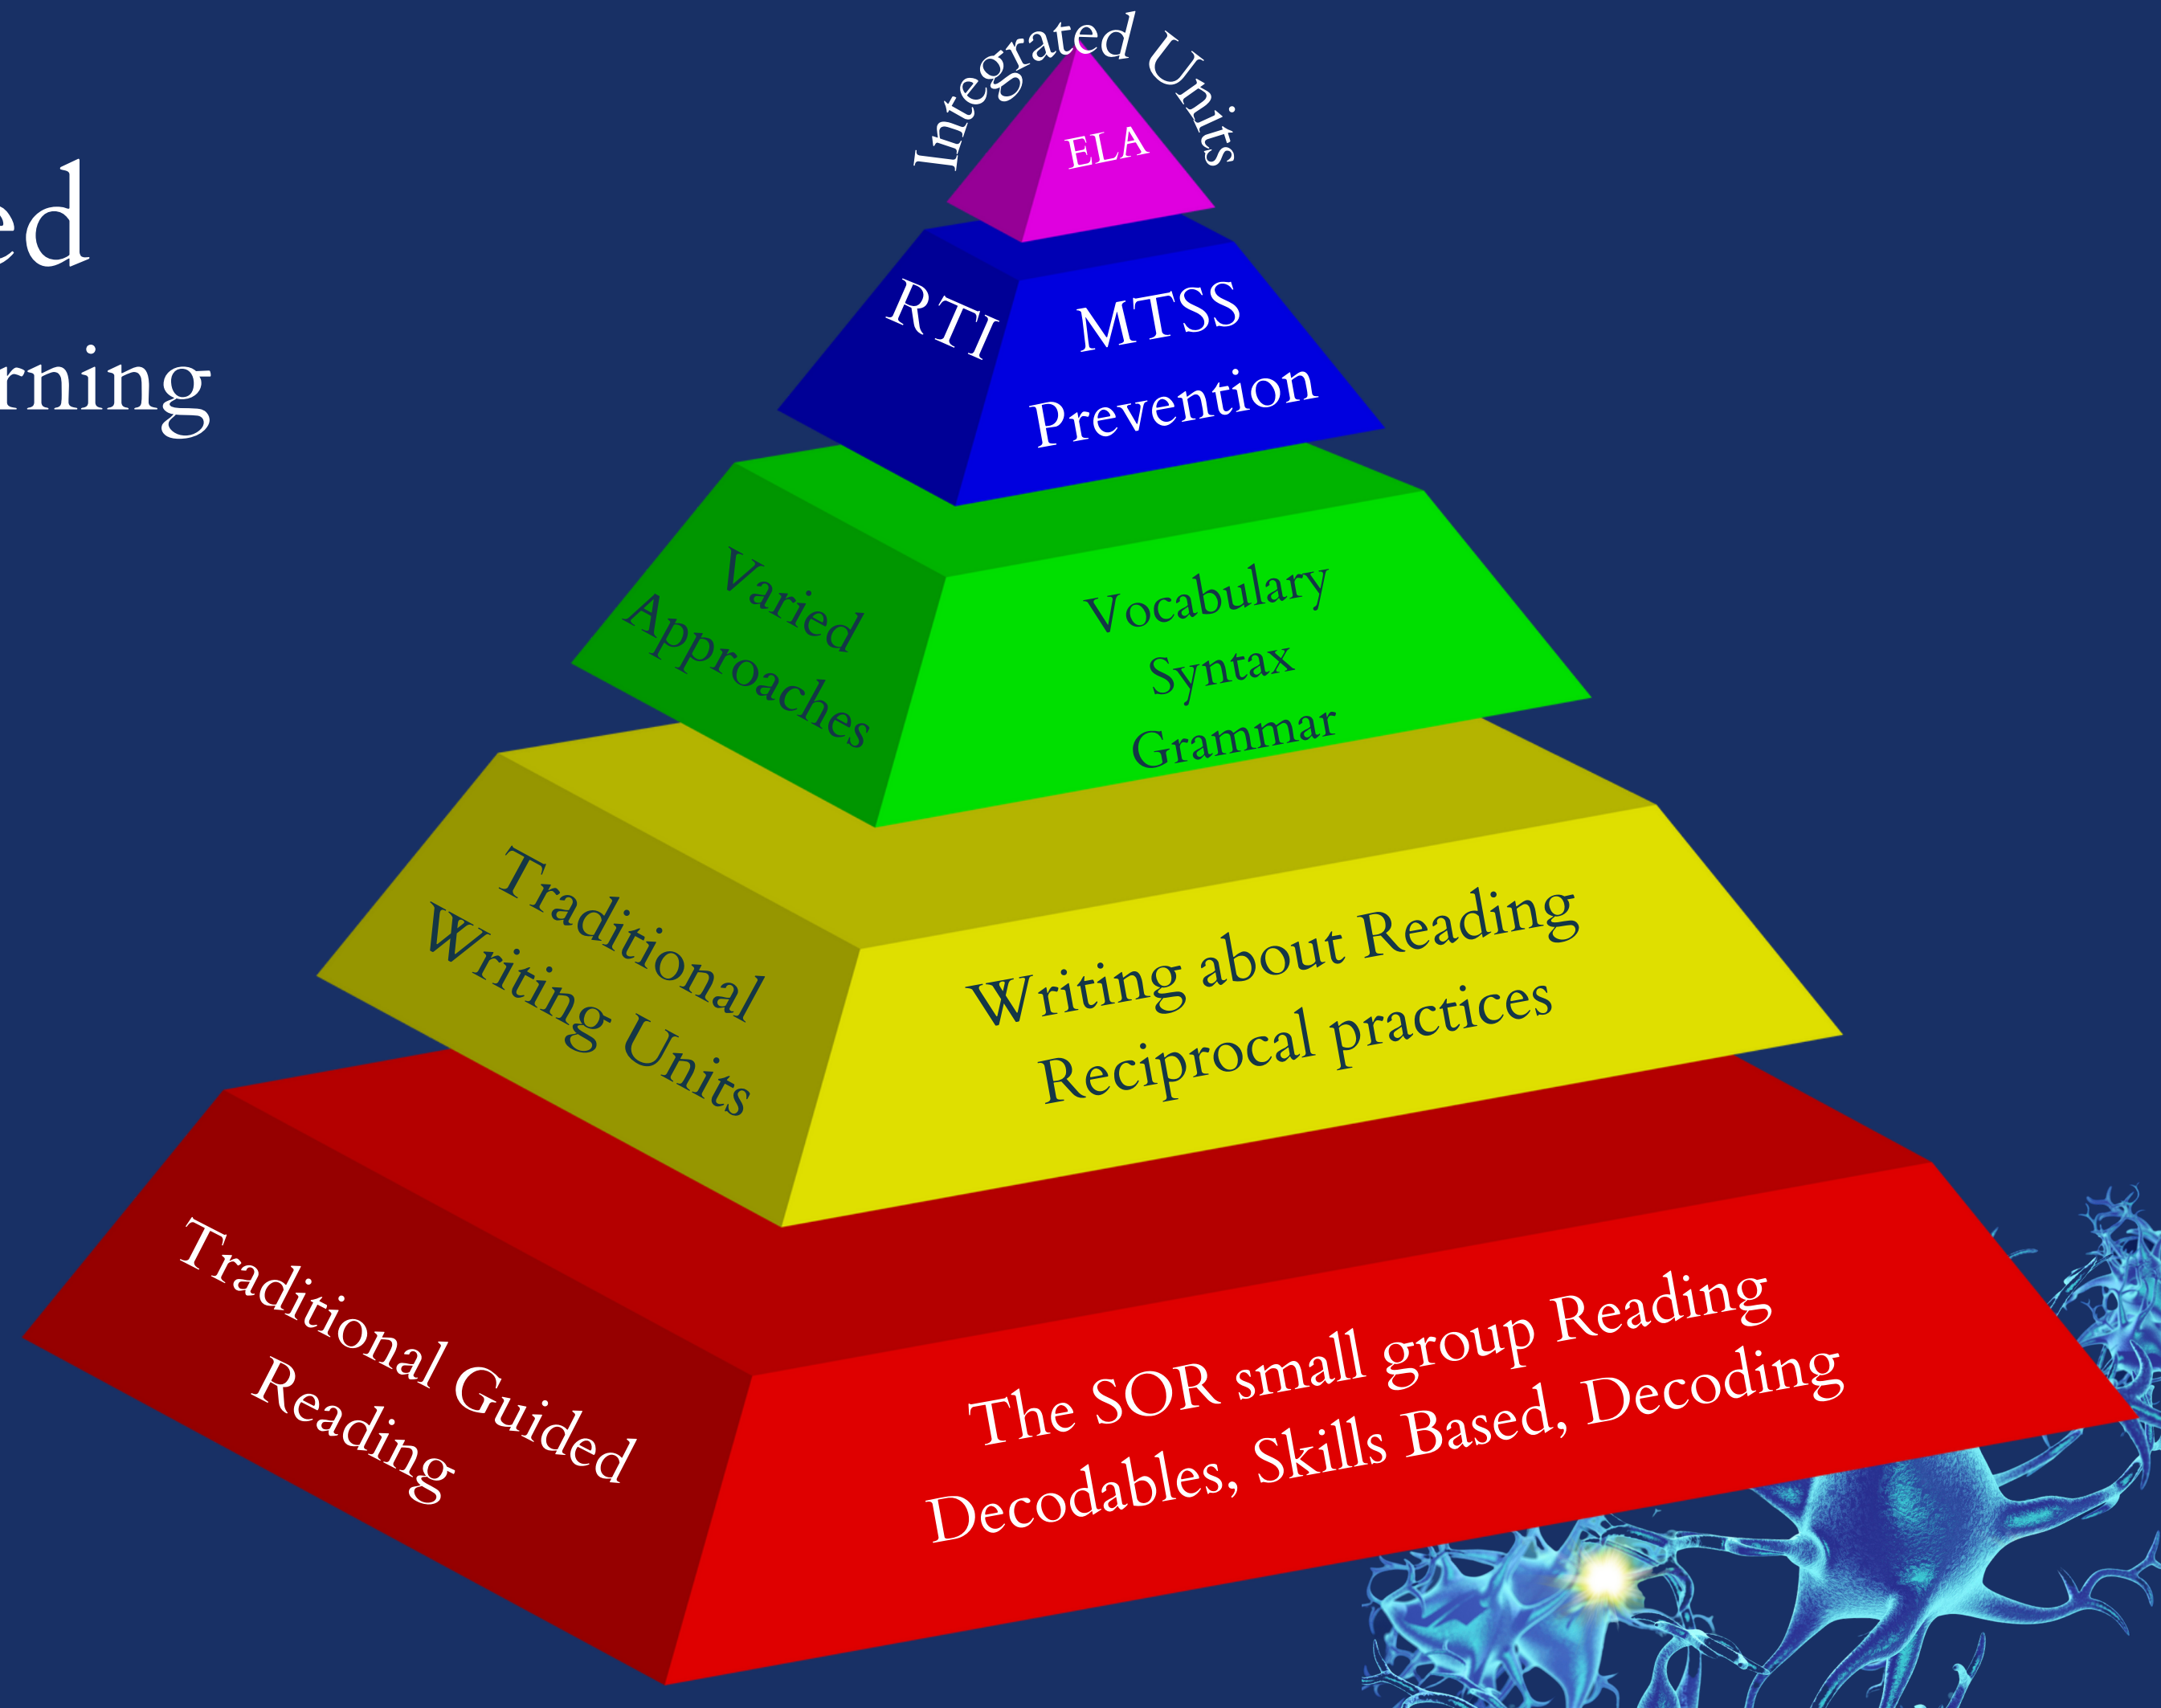 ed
rning
Integrated Units
ELA
RTI
MTSS
Prevention
Varied
Approaches
Vocabulary
Syntax
Grammar
Traditional
Writing Units
Writing about Reading
Reciprocal practices
Traditional Guided
Reading
The SOR small group Reading
Decodables, Skills Based, Decoding